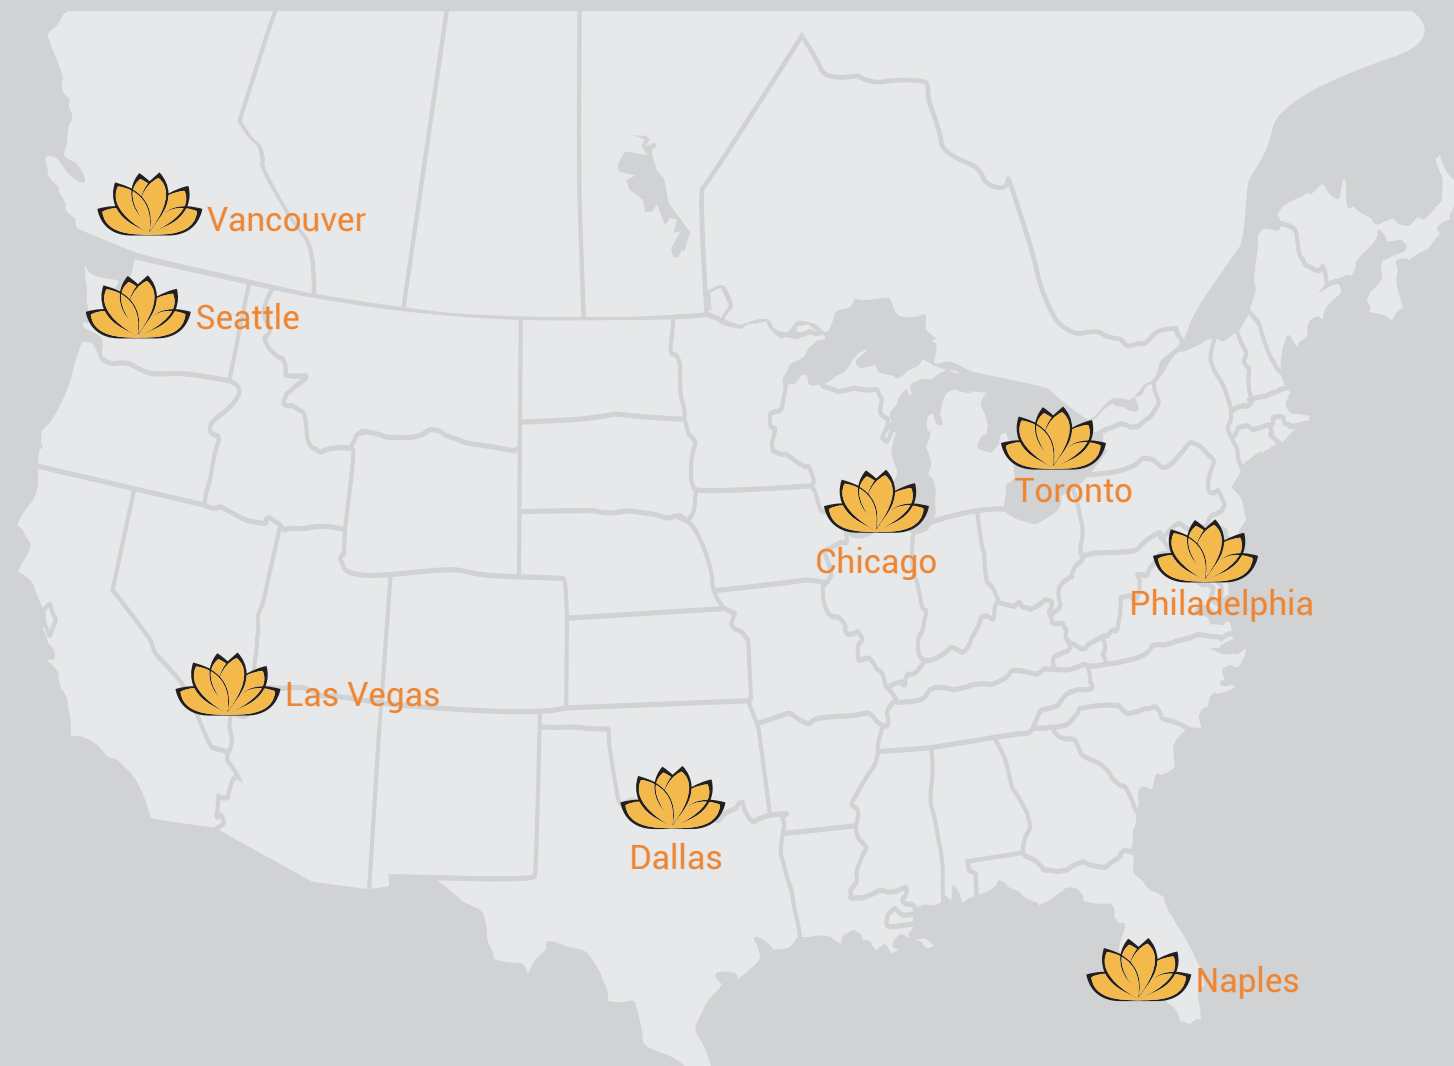 Vancouver
Seattle
Toronto
Chicago
Philadelphia
Las Vegas
Dallas
Naples